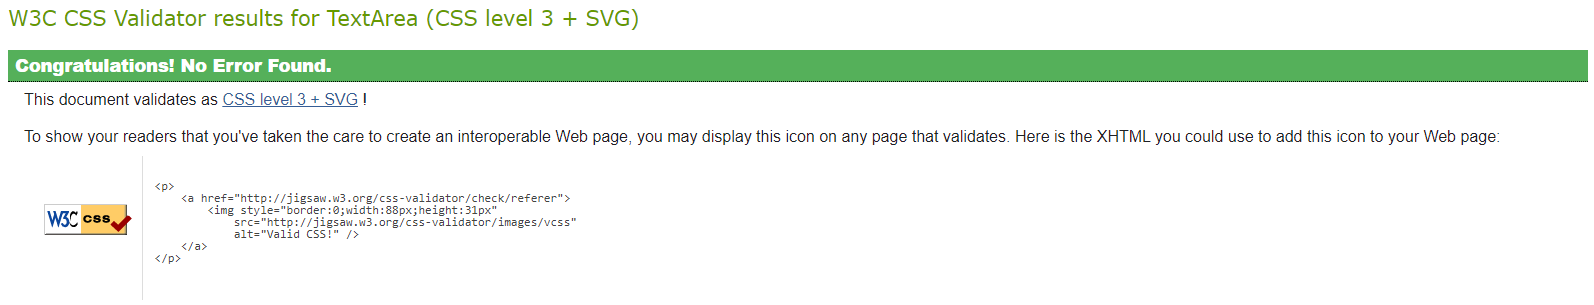 W3C CSS Validator results for TextArea (CSS level 3 + SVG)
Congratulations! No Error Found.
This document validates as CSS level 3 + SVG !
To show your readers that you've taken the care to create an interoperable Web page, you may display this icon on any page that validates. Here is the XHTML you could use to add this icon to your Web page:
W3C css
<p>
    <a href="http://jigsaw.w3.org/css-validator/check/referer">
        <img style="border:0;width:88px;height:31px"
            src="http://jigsaw.w3.org/css-validator/images/vcss"
            alt="Valid CSS!" />
    </a>
</p>